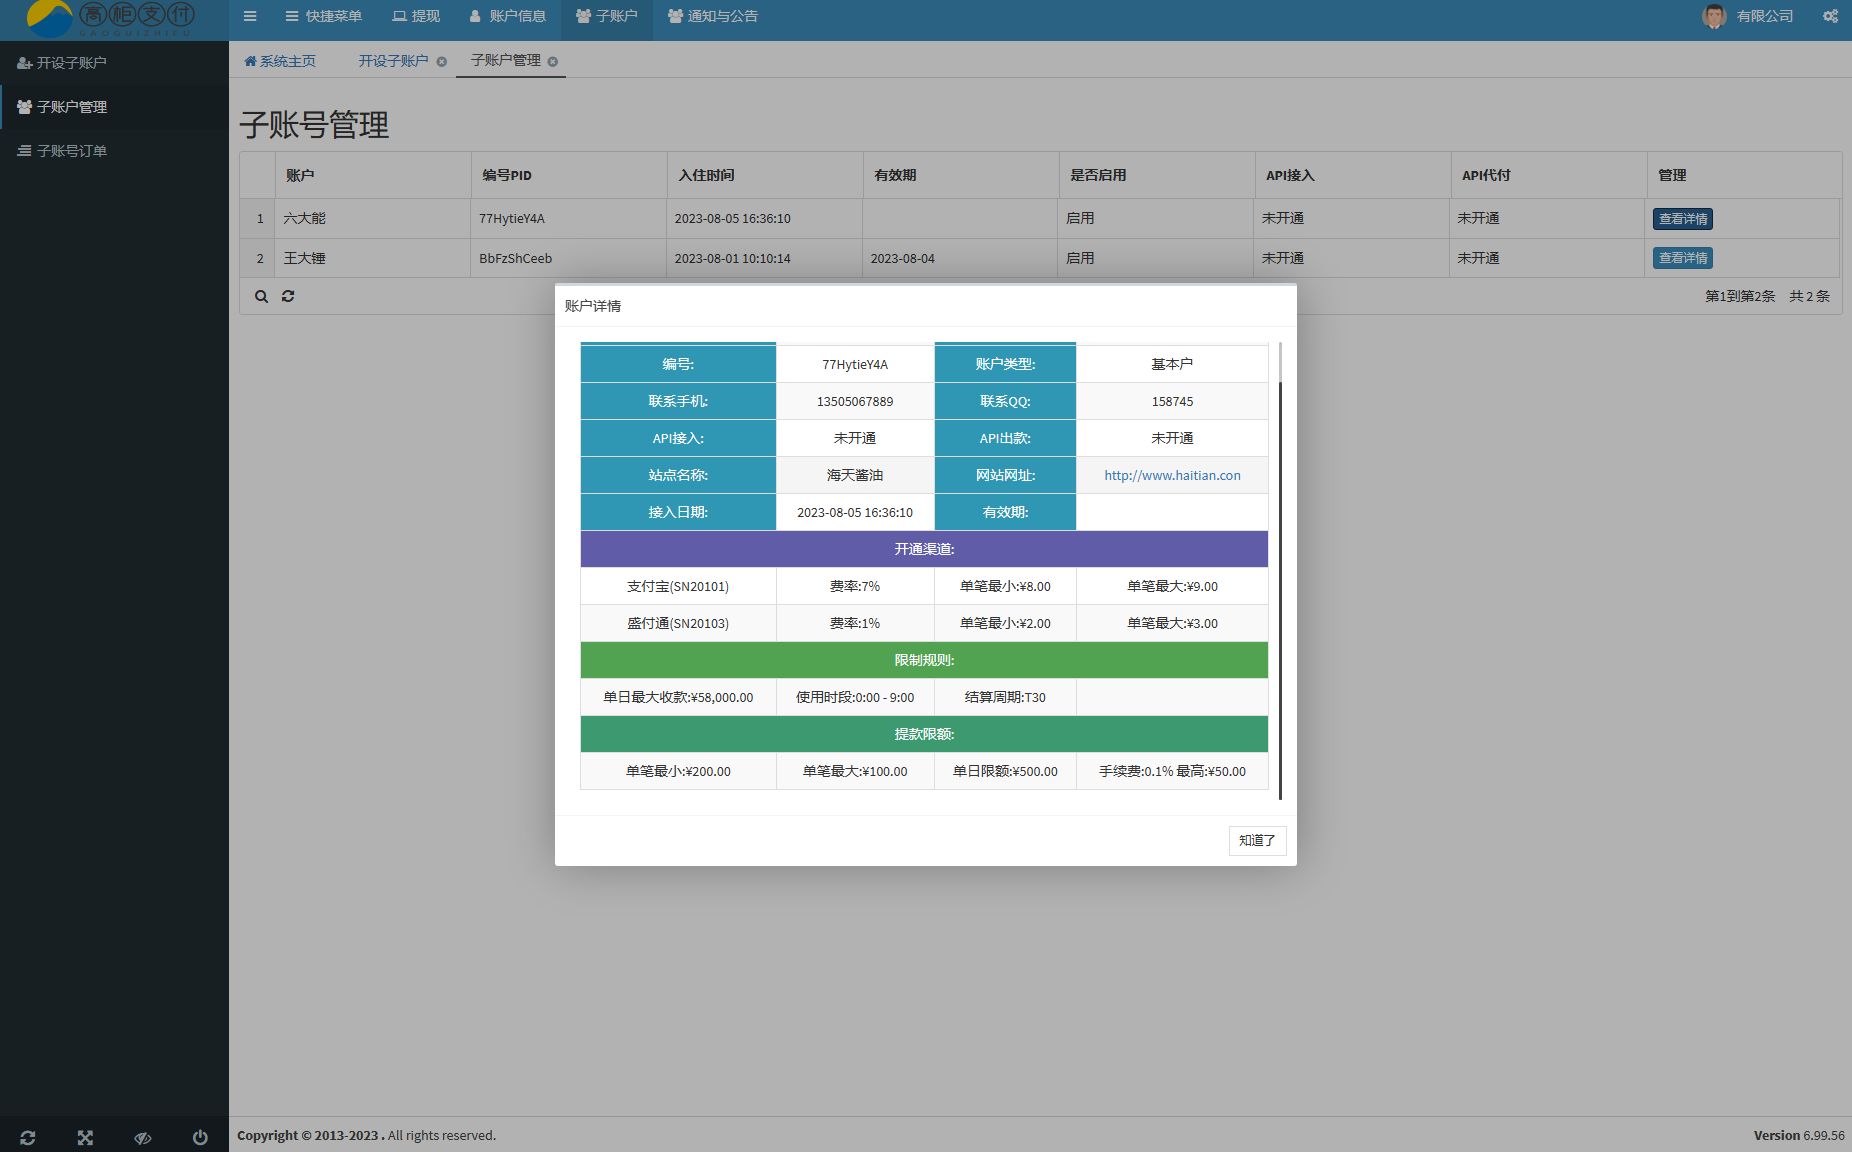 高柜支付
GAOGUIZHIFU
快捷菜单 提现 账户信息 子账户 通知与公告 有限公司
开设子账户
子账户管理
子账号订单
系统主页 开设子账户 子账户管理
子账号管理
账户 编号PID 入住时间 有效期 是否启用 API接入 API代付 管理
1 六大能 77HytieY4A 2023-08-05 16:36:10 启用 未开通 未开通 查看详情
2 王大锤 BbFzShCeeb 2023-08-01 10:10:14 2023-08-04 启用 未开通 未开通 查看详情
第1到第2条 共 2 条
账户详情
编号: 77HytieY4A 账户类型: 基本户
联系手机: 13505067889 联系QQ: 158745
API接入: 未开通 API出款: 未开通
站点名称: 海天酱油 网站网址: http://www.haitian.con
接入日期: 2023-08-05 16:36:10 有效期:
开通渠道:
支付宝(SN20101) 费率:7% 单笔最小:¥8.00 单笔最大:¥9.00
盛付通(SN20103) 费率:1% 单笔最小:¥2.00 单笔最大:¥3.00
限制规则:
单日最大收款:¥58,000.00 使用时段:0:00 - 9:00 结算周期:T30
提款限额:
单笔最小:¥200.00 单笔最大:¥100.00 单日限额:¥500.00 手续费:0.1% 最高:¥50.00
知道了
Copyright © 2013-2023 . All rights reserved. Version 6.99.56